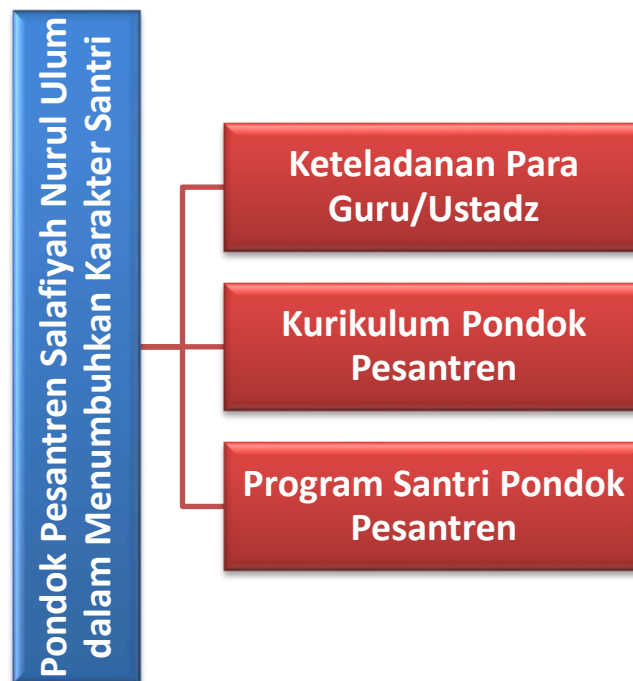 Pondok Pesantren Salafiyah Nurul Ulum
dalam Menumbuhkan Karakter Santri
Keteladanan Para
Guru/Ustadz
Kurikulum Pondok
Pesantren
Program Santri Pondok
Pesantren